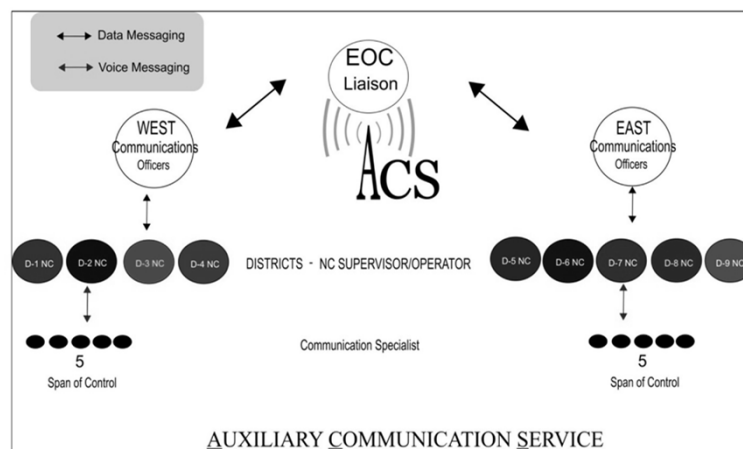 Data Messaging
Voice Messaging
EOC
Liaison
WEST
Communications
Officers
EAST
Communications
Officers
ACS
D-1 NC
D-2 NC
D-3 NC
D-4 NC
DISTRICTS - NC SUPERVISOR/OPERATOR
D-5 NC
D-6 NC
D-7 NC
D-8 NC
D-9 NC
5
Span of Control
Communication Specialist
5
Span of Control
AUXILIARY COMMUNICATION SERVICE